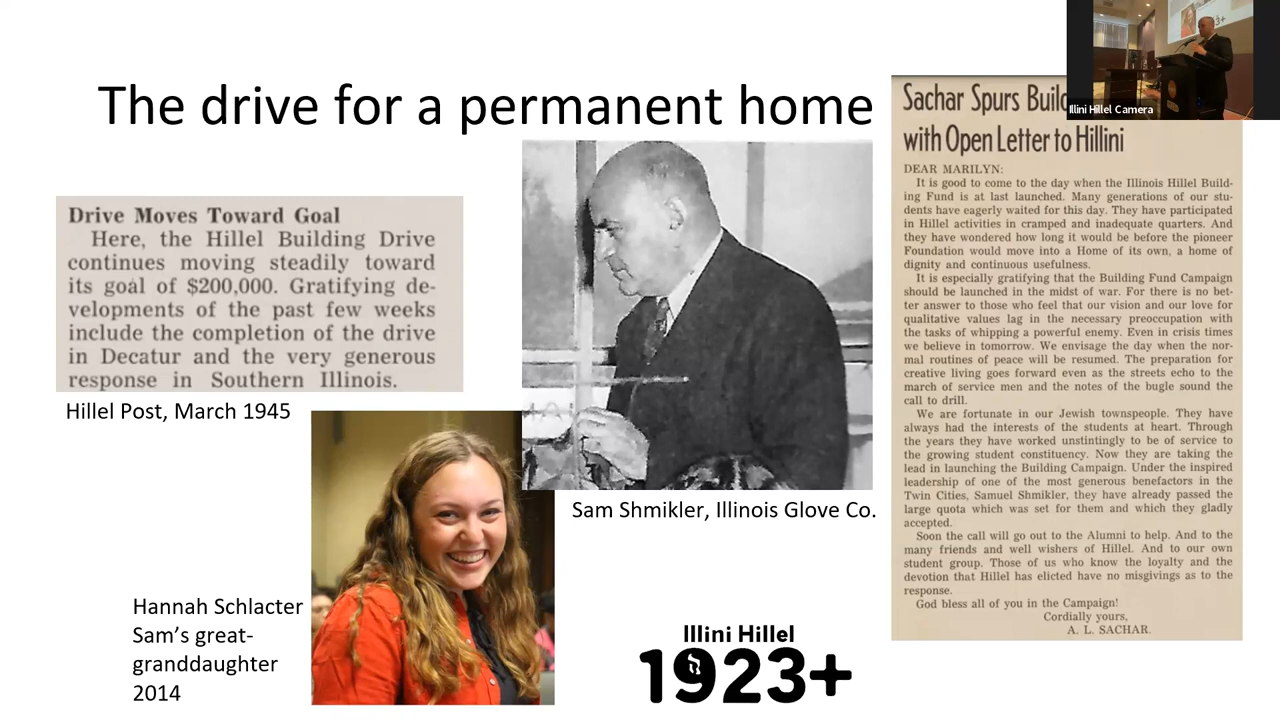 The drive for a permanent home
Drive Moves Toward Goal
Here, the Hillel Building Drive
continues moving steadily toward
its goal of $200,000. Gratifying de-
velopments of the past few weeks
include the completion of the drive
in Decatur and the very generous
response in Southern Illinois.
Hillel Post, March 1945
Sam Shmikler, Illinois Glove Co.
Hannah Schlacter
Sam's great-
granddaughter
2014
Illini Hillel
1923+
Illini Hillel Camera
Sachar Spurs
with Open Letter to Hillini
DEAR MARILYN:
It is good to come to the day when the Illinois Hillel Build-
ing Fund is at last launched. Many generations of our stu-
dents have eagerly waited for this day. They have participated
in Hillel activities in cramped and inadequate quarters. And
they have wondered how long it would be before the pioneer
Foundation would move into a Home of its own, a home of
dignity and continuous usefulness.
It is especially gratifying that the Building Fund Campaign
should be launched in the midst of war. For there is no bet-
ter answer to those who feel that our vision and our love for
qualitative values lag in the necessary preoccupation with
the tasks of whipping a powerful enemy. Even in crisis times
we believe in tomorrow. We envisage the day when the nor-
mal routines of peace will be resumed. The preparation for
creative living goes forward even as the streets echo to the
march of service men and the notes of the bugle sound the
call to drill.
We are fortunate in our Jewish townspeople. They have
always had the interests of the students at heart. Through
the years they have worked unstintingly to be of service to
the growing student constituency. Now they are taking the
lead in launching the Building Campaign. Under the inspired
leadership of one of the most generous benefactors in the
Twin Cities, Samuel Shmikler, they have already passed the
large quota which was set for them and which they gladly
accepted.
Soon the call will go out to the Alumni to help. And to the
many friends and well wishers of Hillel. And to our own
student group. Those of us who know the loyalty and the
devotion that Hillel has elicited have no misgivings as to the
response.
God bless all of you in the Campaign!
Cordially yours,
A. L. SACHAR.